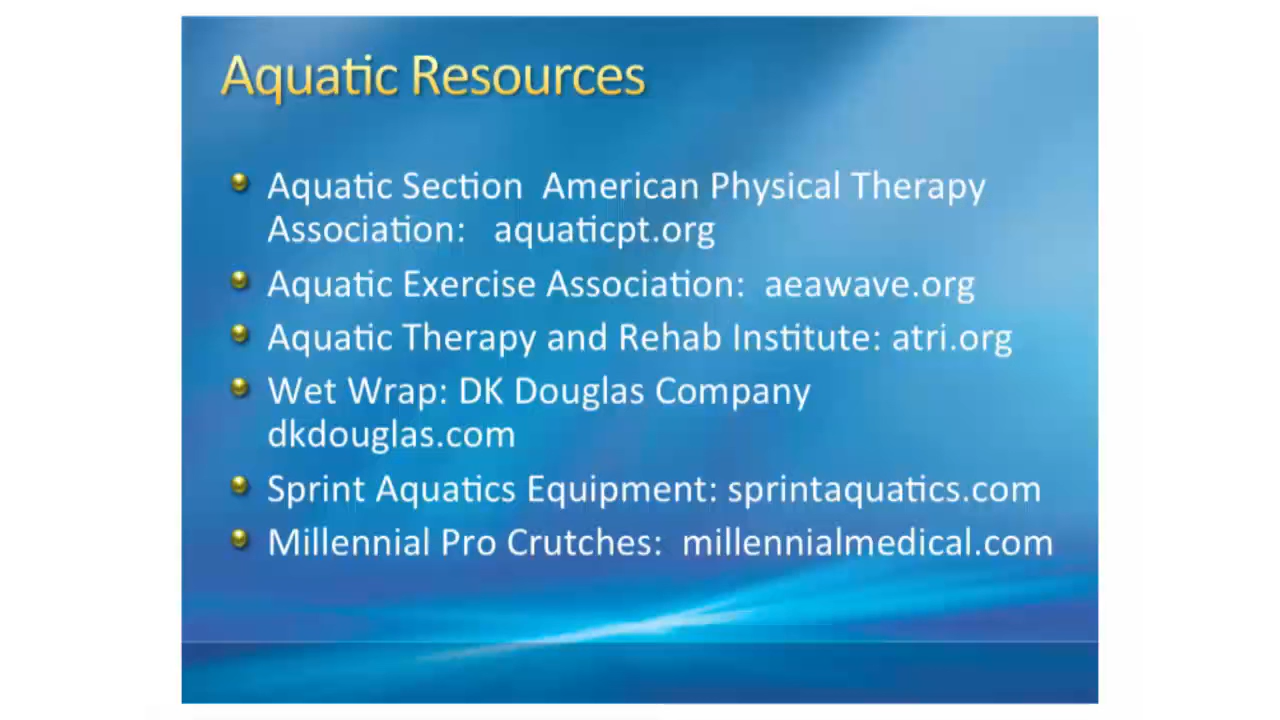 Aquatic Resources
Aquatic Section  American Physical Therapy
Association:   aquaticpt.org
Aquatic Exercise Association:  aeawave.org
Aquatic Therapy and Rehab Institute: atri.org
Wet Wrap: DK Douglas Company
dkdouglas.com
Sprint Aquatics Equipment: sprintaquatics.com
Millennial Pro Crutches:  millennialmedical.com